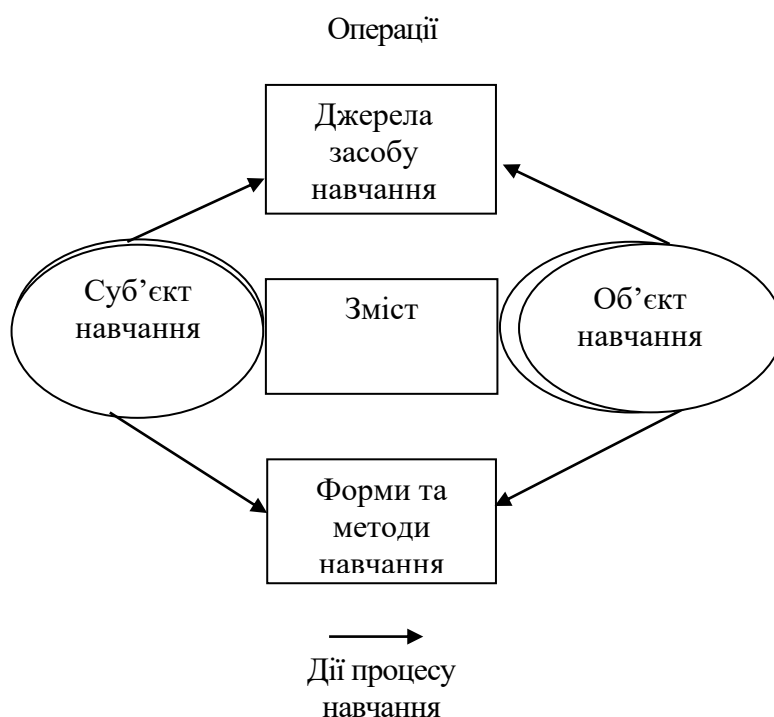 Операції
Джерела
засобу
навчання
Суб’єкт
навчання
Зміст
Об’єкт
навчання
Форми та
методи
навчання
Дії процесу
навчання